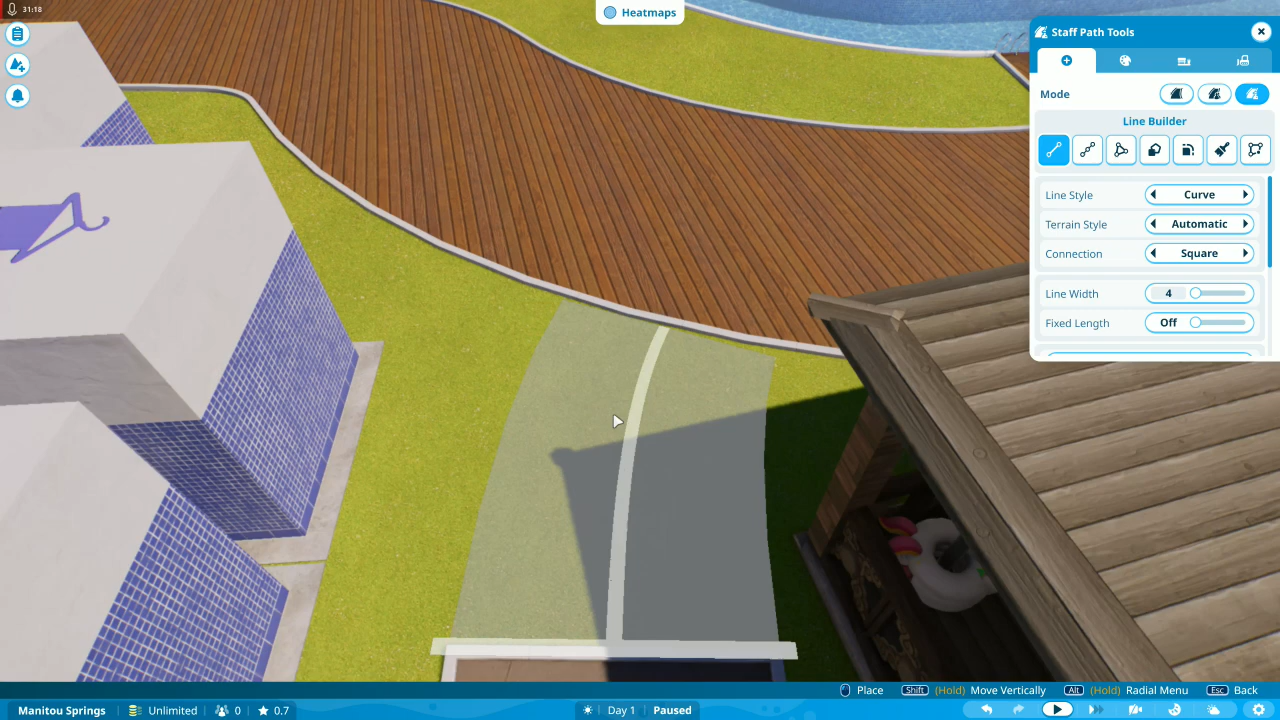 31:18
Heatmaps
Staff Path Tools
Mode
Line Builder
Line Style
Curve
Terrain Style
Automatic
Connection
Square
Line Width
4
Fixed Length
Off
Place
Shift (Hold) Move Vertically
Alt (Hold) Radial Menu
Esc Back
Manitou Springs
Unlimited
0
0.7
Day 1
Paused